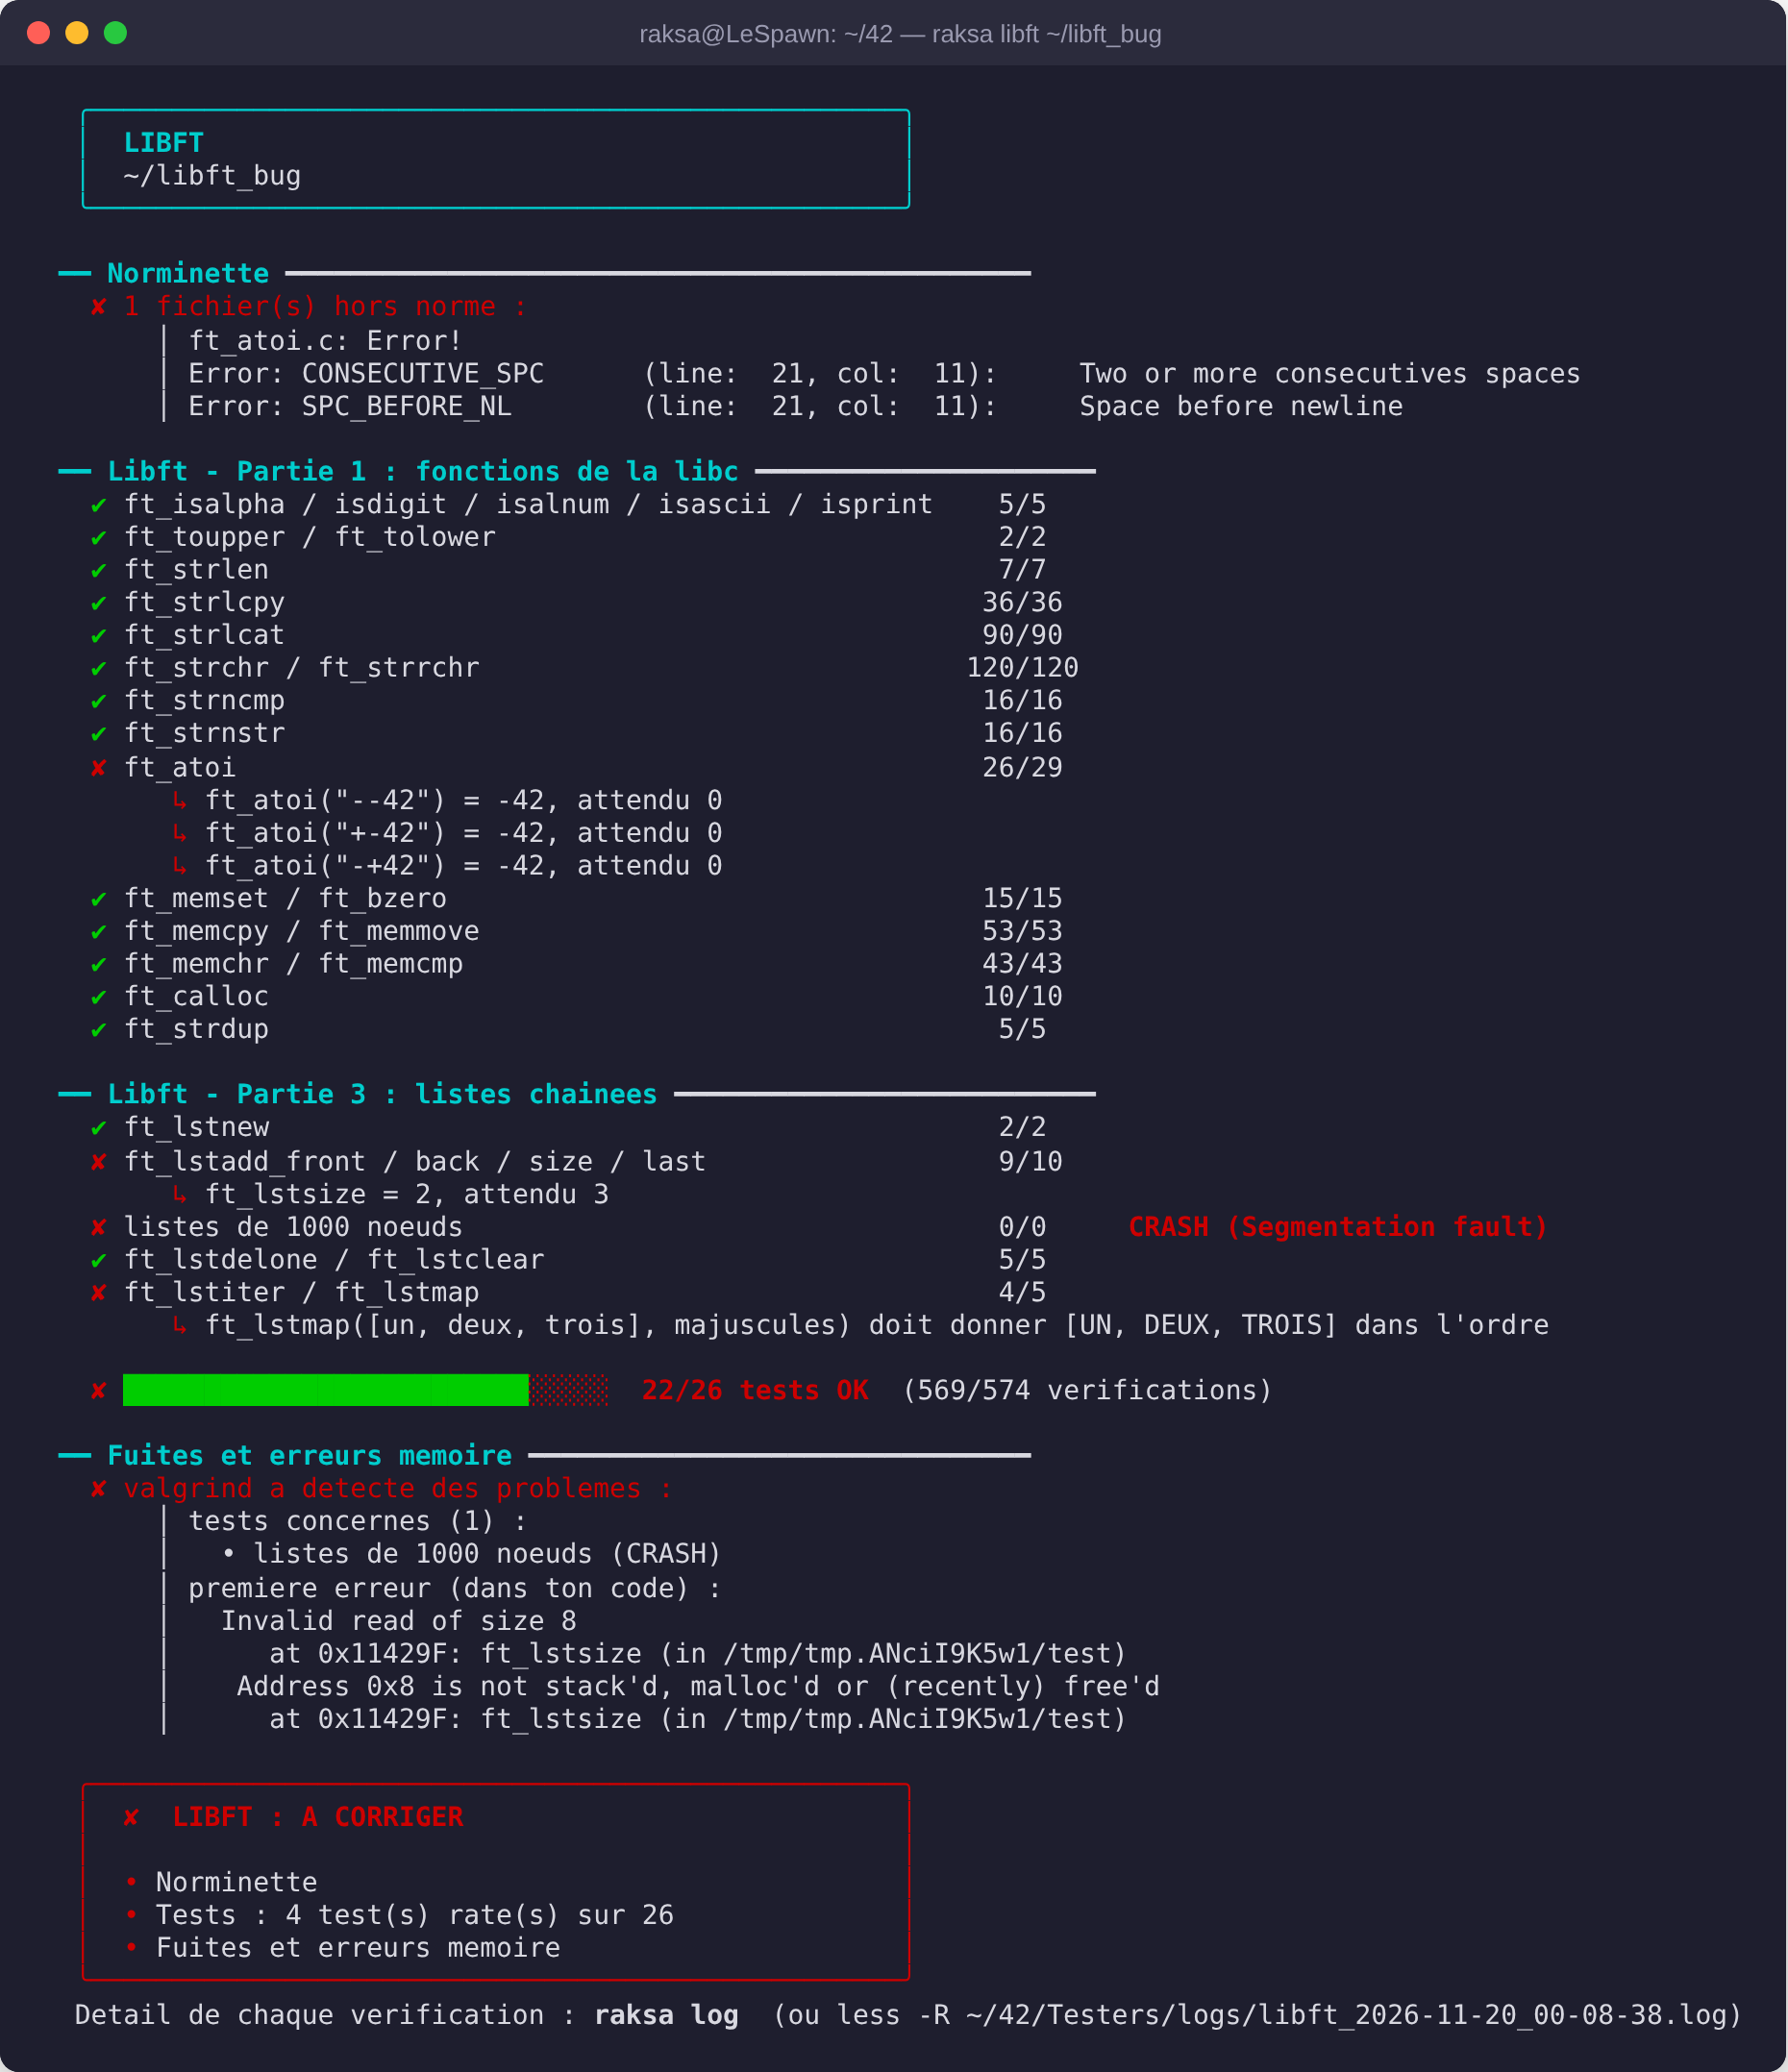 raksa@LeSpawn: ~/42 — raksa libft ~/libft_bug
LIBFT
~/libft_bug
Norminette
✘ 1 fichier(s) hors norme :
ft_atoi.c: Error!
Error: CONSECUTIVE_SPC (line: 21, col: 11): Two or more consecutives spaces
Error: SPC_BEFORE_NL (line: 21, col: 11): Space before newline
Libft - Partie 1 : fonctions de la libc
✔ ft_isalpha / isdigit / isalnum / isascii / isprint 5/5
✔ ft_toupper / ft_tolower 2/2
✔ ft_strlen 7/7
✔ ft_strlcpy 36/36
✔ ft_strlcat 90/90
✔ ft_strchr / ft_strrchr 120/120
✔ ft_strncmp 16/16
✔ ft_strnstr 16/16
✘ ft_atoi 26/29
↳ ft_atoi("--42") = -42, attendu 0
↳ ft_atoi("+-42") = -42, attendu 0
↳ ft_atoi("-+42") = -42, attendu 0
✔ ft_memset / ft_bzero 15/15
✔ ft_memcpy / ft_memmove 53/53
✔ ft_memchr / ft_memcmp 43/43
✔ ft_calloc 10/10
✔ ft_strdup 5/5
Libft - Partie 3 : listes chainees
✔ ft_lstnew 2/2
✘ ft_lstadd_front / back / size / last 9/10
↳ ft_lstsize = 2, attendu 3
✘ listes de 1000 noeuds 0/0 CRASH (Segmentation fault)
✔ ft_lstdelone / ft_lstclear 5/5
✘ ft_lstiter / ft_lstmap 4/5
↳ ft_lstmap([un, deux, trois], majuscules) doit donner [UN, DEUX, TROIS] dans l'ordre
✘ 22/26 tests OK (569/574 verifications)
Fuites et erreurs memoire
✘ valgrind a detecte des problemes :
tests concernes (1) :
• listes de 1000 noeuds (CRASH)
premiere erreur (dans ton code) :
Invalid read of size 8
at 0x11429F: ft_lstsize (in /tmp/tmp.ANciI9K5w1/test)
Address 0x8 is not stack'd, malloc'd or (recently) free'd
at 0x11429F: ft_lstsize (in /tmp/tmp.ANciI9K5w1/test)
✘ LIBFT : A CORRIGER
• Norminette
• Tests : 4 test(s) rate(s) sur 26
• Fuites et erreurs memoire
Detail de chaque verification : raksa log (ou less -R ~/42/Testers/logs/libft_2026-11-20_00-08-38.log)